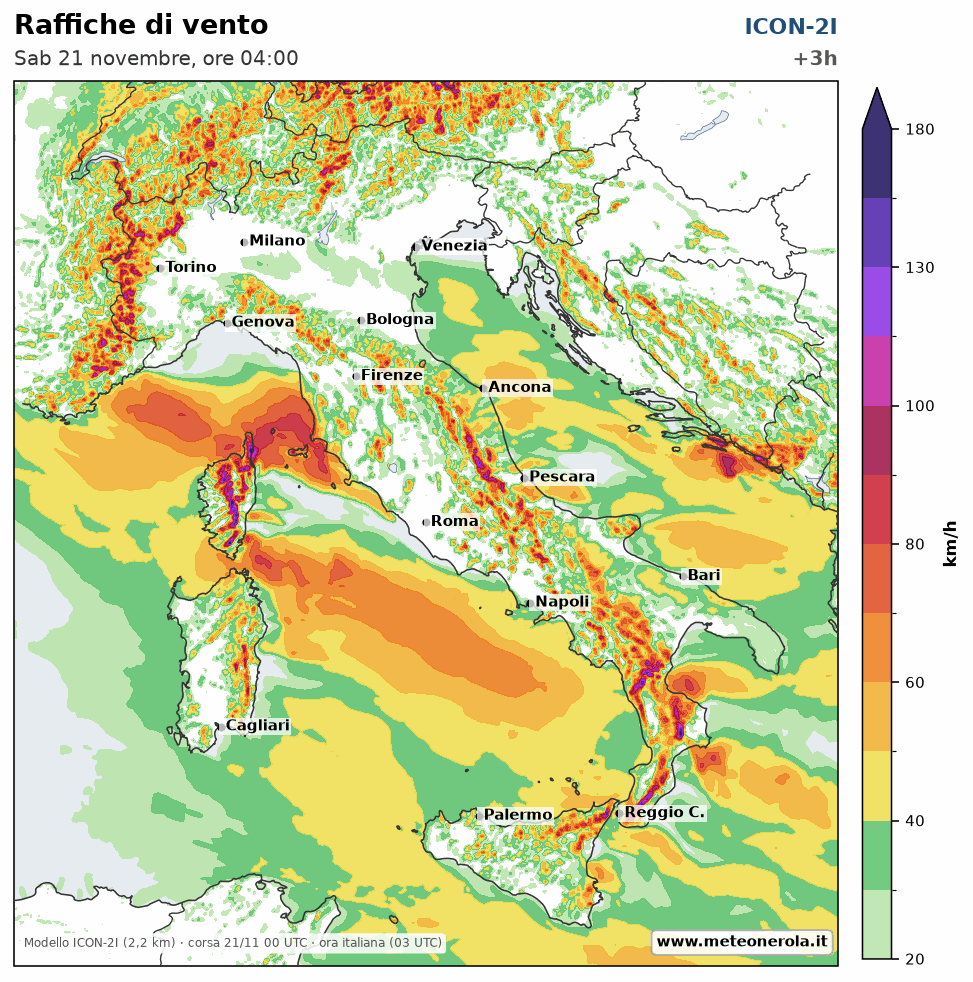 Raffiche di vento
ICON-2I
Sab 21 novembre, ore 04:00
+3h
180
130
100
80
60
40
20
km/h
Milano
Venezia
Torino
Genova
Bologna
Firenze
Ancona
Pescara
Roma
Bari
Napoli
Cagliari
Palermo
Reggio C.
Modello ICON-2I (2,2 km) · corsa 21/11 00 UTC · ora italiana (03 UTC)
www.meteonerola.it